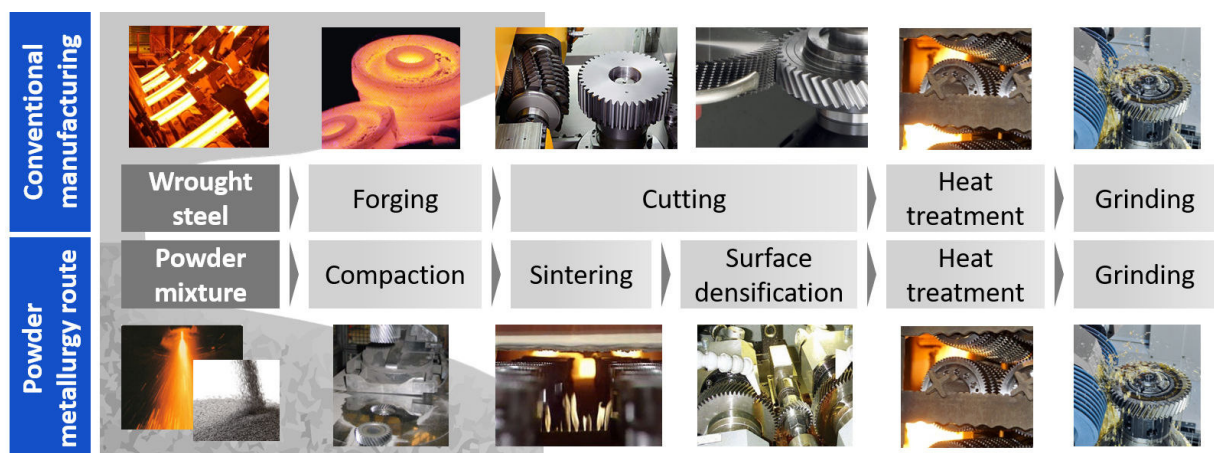 Conventional
manufacturing
Wrought
steel
Forging
Cutting
Heat
treatment
Grinding
Powder
metallurgy route
Powder
mixture
Compaction
Sintering
Surface
densification
Heat
treatment
Grinding